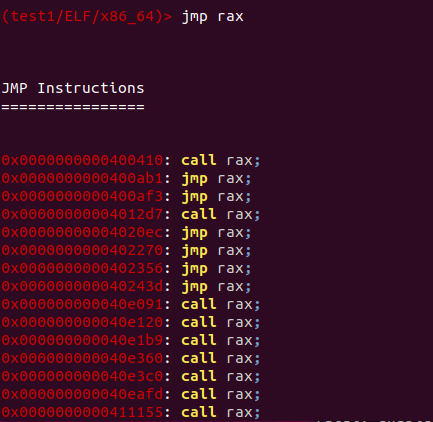 (test1/ELF/x86_64)> jmp rax
JMP Instructions
================
0x0000000000400410: call rax;
0x0000000000400ab1: jmp rax;
0x0000000000400af3: jmp rax;
0x00000000004012d7: call rax;
0x00000000004020ec: jmp rax;
0x0000000000402270: jmp rax;
0x0000000000402356: jmp rax;
0x000000000040243d: jmp rax;
0x000000000040e091: call rax;
0x000000000040e120: call rax;
0x000000000040e1b9: call rax;
0x000000000040e360: call rax;
0x000000000040e3c0: call rax;
0x000000000040eafd: call rax;
0x0000000000411155: call rax;